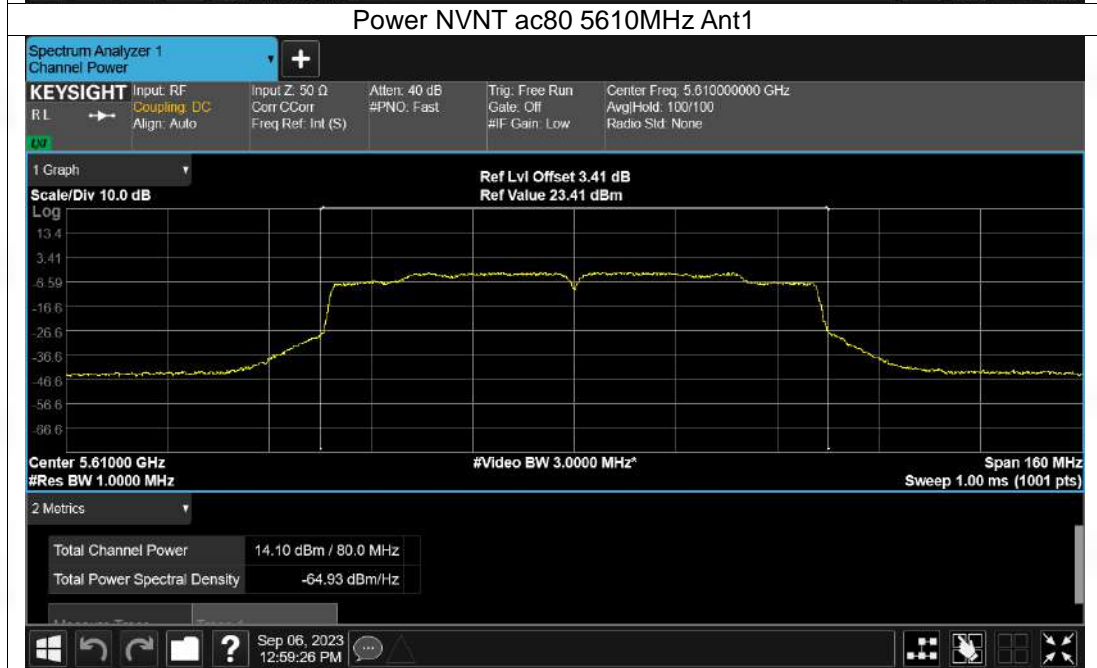 Power NVNT ac80 5610MHz Ant1
Spectrum Analyzer 1
Channel Power
+
KEYSIGHT Input: RF Input Z: 50 Ω Atten: 40 dB Trig: Free Run Center Freq: 5.610000000 GHz
RL Coupling: DC Corr CCorr #PNO: Fast Gate: Off Avg|Hold: 100/100
Align: Auto Freq Ref: Int (S) #IF Gain: Low Radio Std: None
LXI
1 Graph
Ref Lvl Offset 3.41 dB
Scale/Div 10.0 dB Ref Value 23.41 dBm
Log
13.4
3.41
-6.59
-16.6
-26.6
-36.6
-46.6
-56.6
-66.6
Center 5.61000 GHz #Video BW 3.0000 MHz* Span 160 MHz
#Res BW 1.0000 MHz Sweep 1.00 ms (1001 pts)
2 Metrics
Total Channel Power 14.10 dBm / 80.0 MHz
Total Power Spectral Density -64.93 dBm/Hz
? Sep 06, 2023
12:59:26 PM